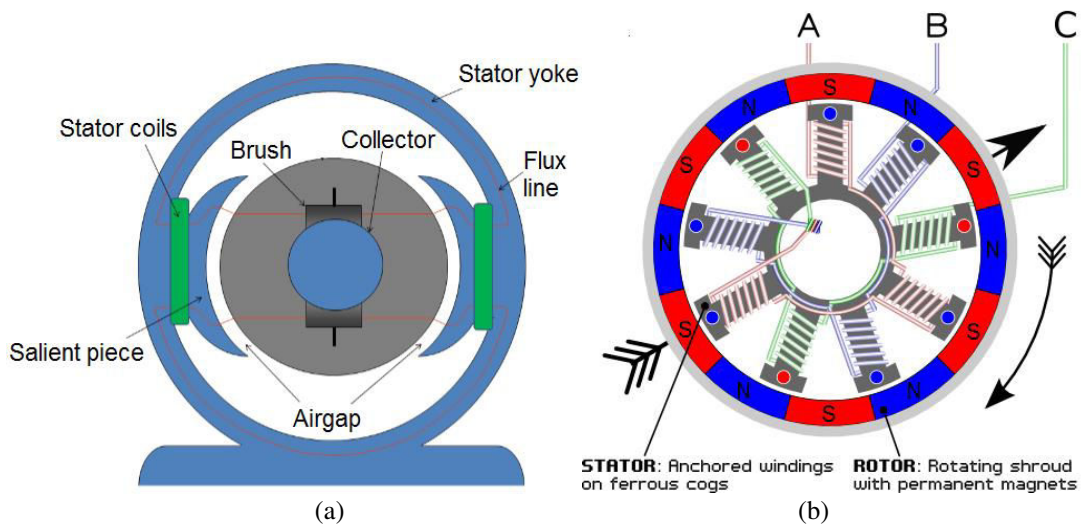 Stator yoke
Stator coils
Brush
Collector
Flux
line
Salient piece
Airgap
(a)
A
B
C
S
N
N
S
S
N
N
S
S
N
N
S
STATOR: Anchored windings
on ferrous cogs
ROTOR: Rotating shroud
with permanent magnets
(b)